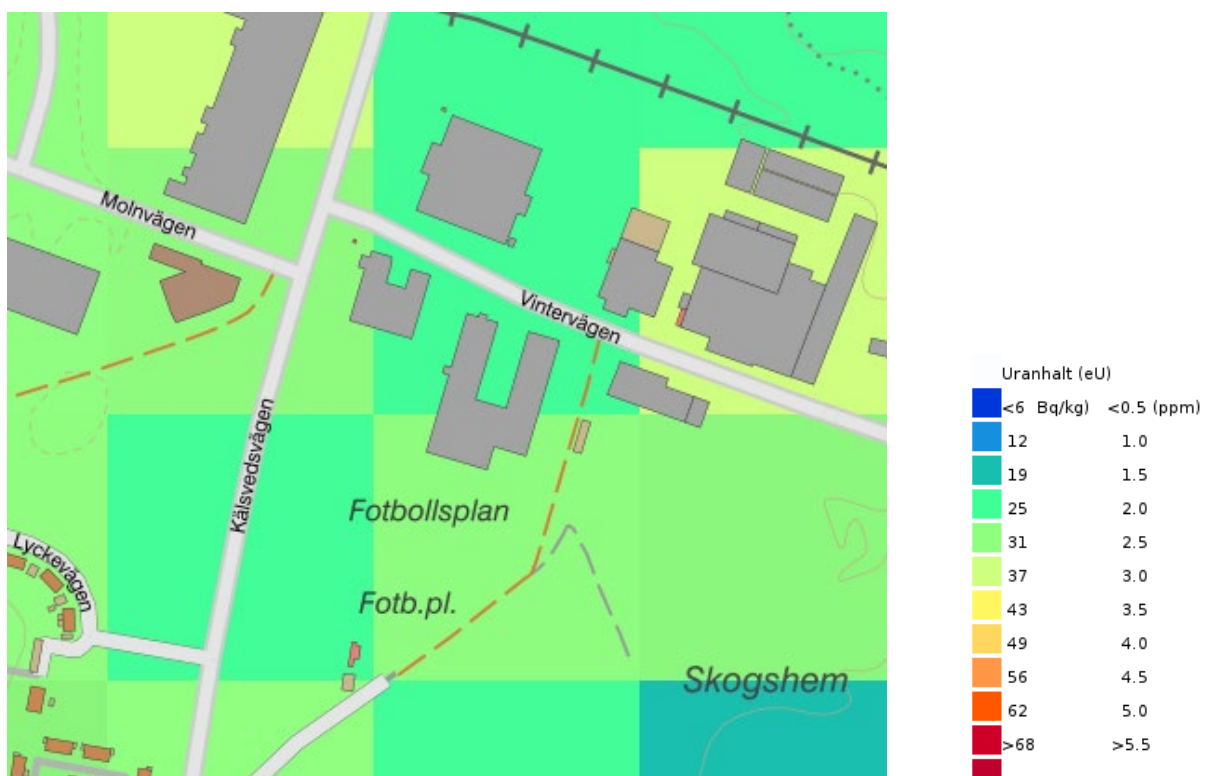 Molnvägen
Vintervägen
Kälsvedsvägen
Fotbollsplan
Lyckevägen
Fotb.pl.
Skogshem
Uranhalt (eU)
<6 Bq/kg) <0.5 (ppm)
12 1.0
19 1.5
25 2.0
31 2.5
37 3.0
43 3.5
49 4.0
56 4.5
62 5.0
>68 >5.5